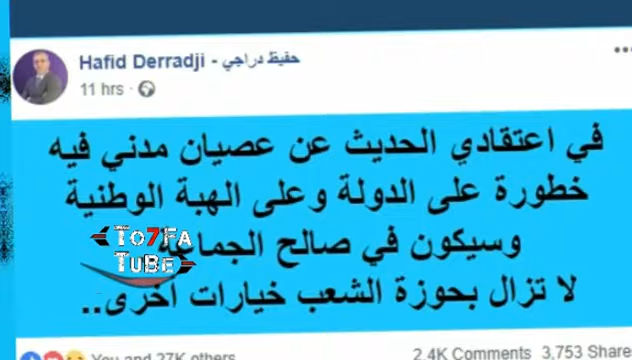 Hafid Derradji - حفيظ دراجي
11 hrs
في اعتقادي الحديث عن عصيان مدني فيه
خطورة على الدولة وعلى الهبة الوطنية
وسيكون في صالح الجماعة
لا تزال بحوزة الشعب خيارات أخرى..
To7Fa
TuBe
You and 27K others
2.4K Comments 3,753 Share